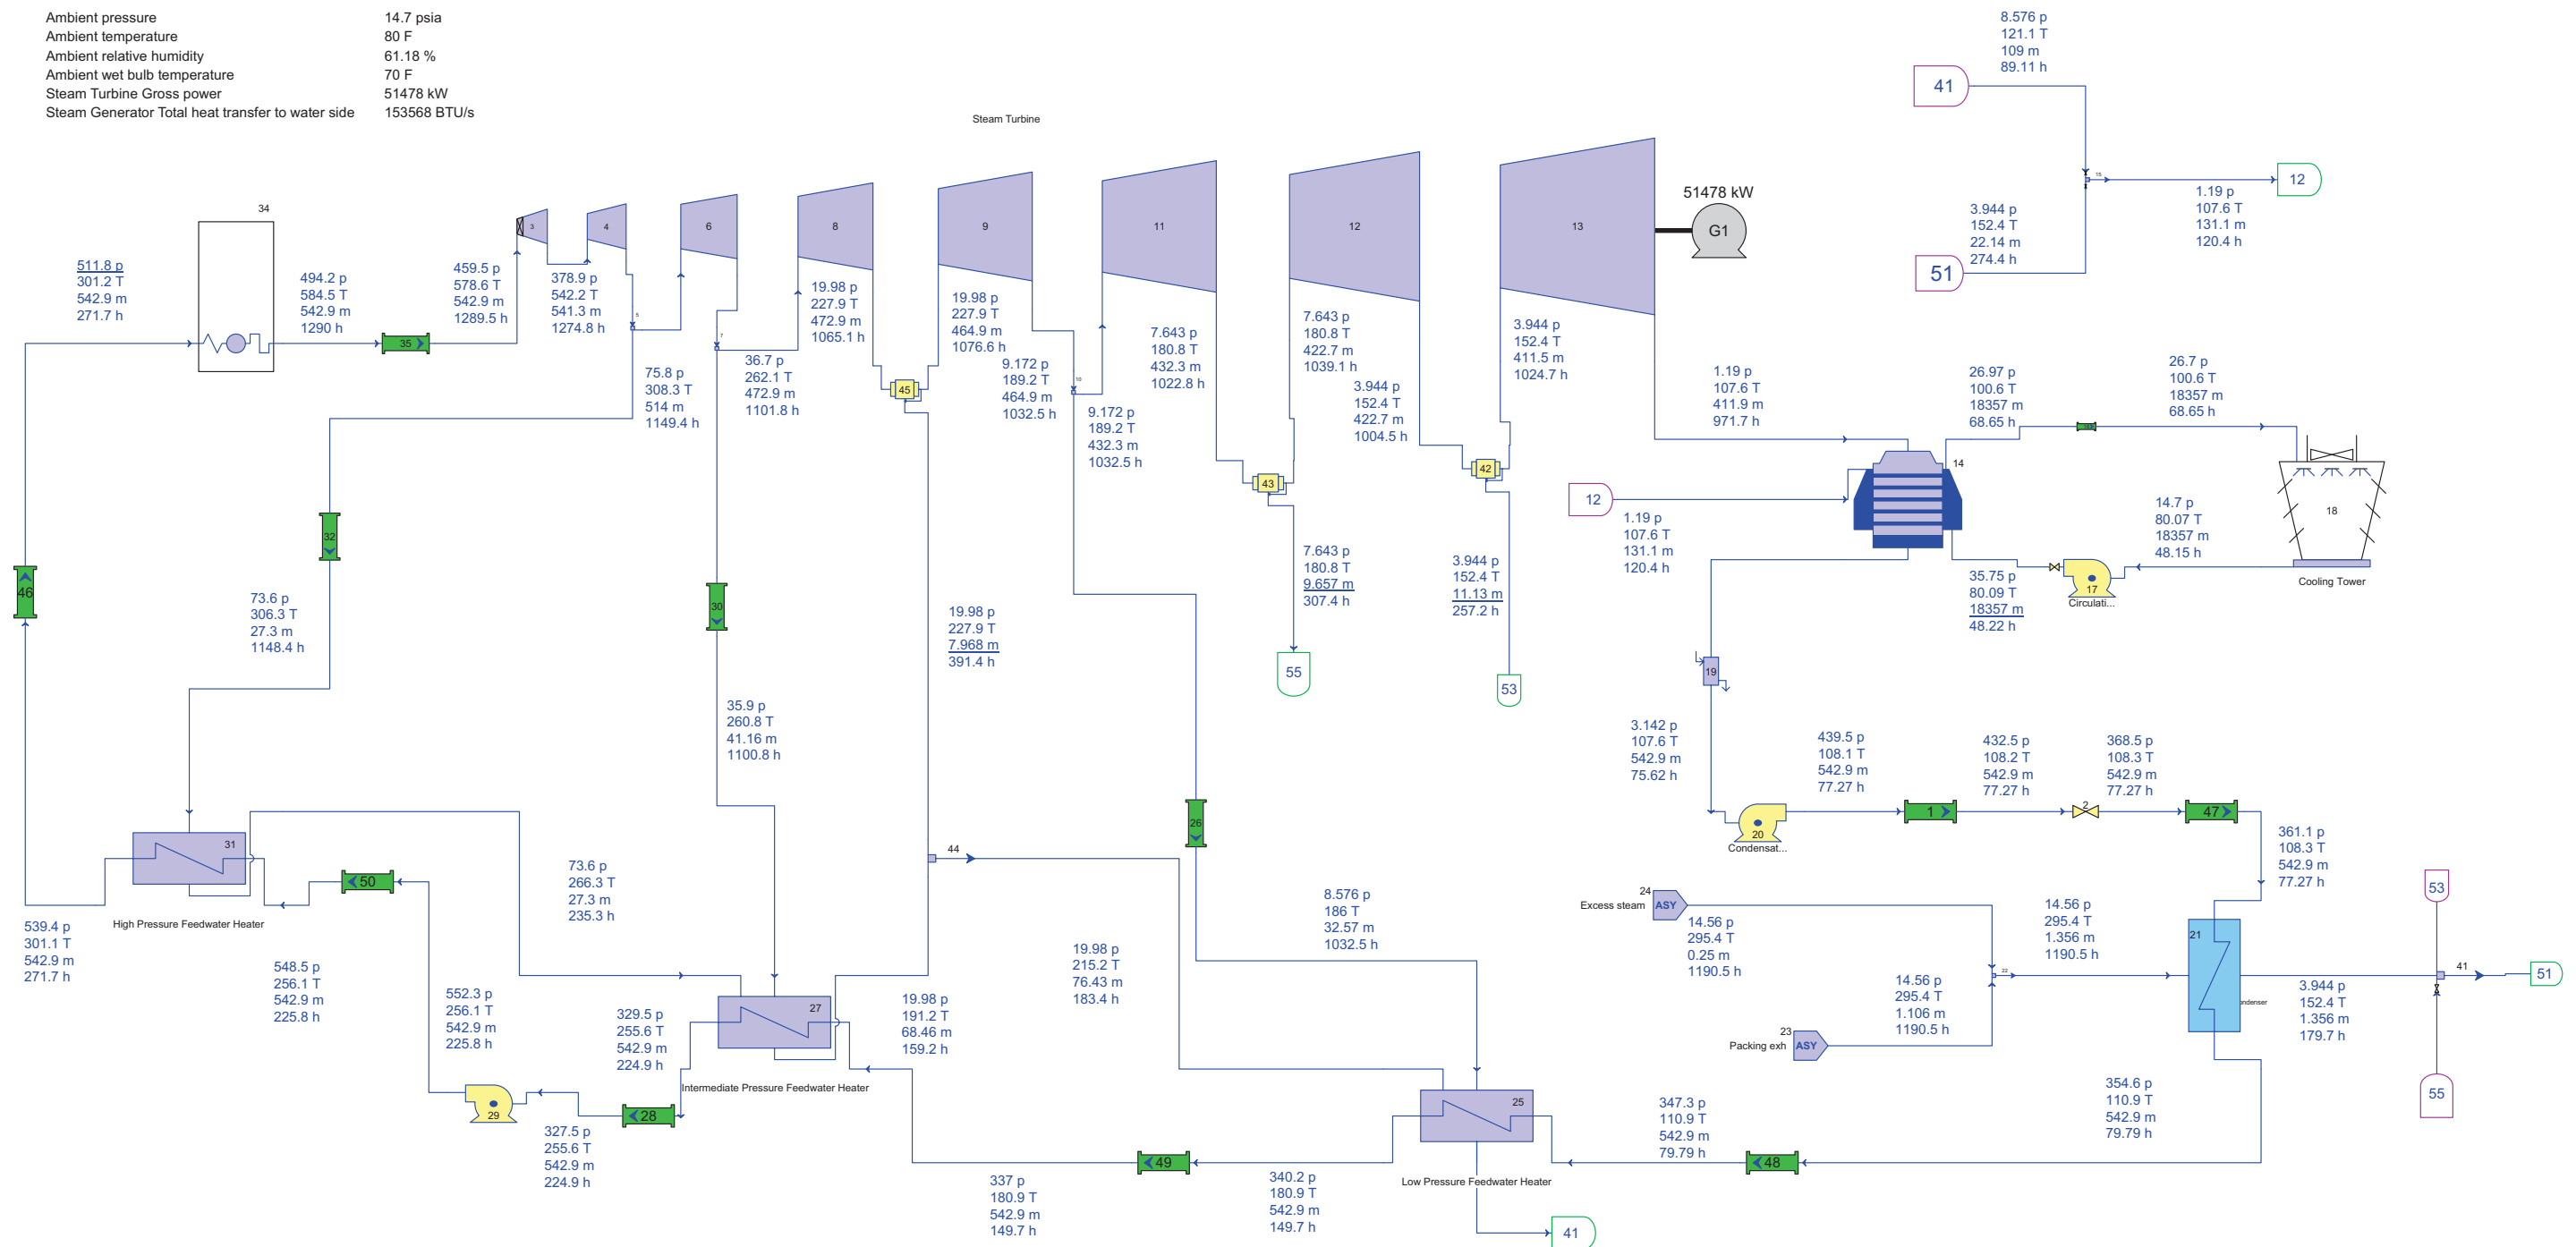 Ambient pressure 14.7 psia
Ambient temperature 80 F
Ambient relative humidity 61.18 %
Ambient wet bulb temperature 70 F
Steam Turbine Gross power 51478 kW
Steam Generator Total heat transfer to water side 153568 BTU/s
Steam Turbine
8.576 p
121.1 T
109 m
89.11 h
41
15
12
1.19 p
107.6 T
131.1 m
120.4 h
3.944 p
152.4 T
22.14 m
274.4 h
51
34
3
4
6
8
9
11
12
13
51478 kW
G1
511.8 p
301.2 T
542.9 m
271.7 h
494.2 p
584.5 T
542.9 m
1290 h
35
459.5 p
578.6 T
542.9 m
1289.5 h
378.9 p
542.2 T
541.3 m
1274.8 h
5
7
75.8 p
308.3 T
514 m
1149.4 h
36.7 p
262.1 T
472.9 m
1101.8 h
19.98 p
227.9 T
472.9 m
1065.1 h
45
19.98 p
227.9 T
464.9 m
1076.6 h
9.172 p
189.2 T
464.9 m
1032.5 h
10
9.172 p
189.2 T
432.3 m
1032.5 h
7.643 p
180.8 T
432.3 m
1022.8 h
43
7.643 p
180.8 T
422.7 m
1039.1 h
3.944 p
152.4 T
422.7 m
1004.5 h
42
3.944 p
152.4 T
411.5 m
1024.7 h
1.19 p
107.6 T
411.9 m
971.7 h
26.97 p
100.6 T
18357 m
68.65 h
26.7 p
100.6 T
18357 m
68.65 h
14
12
1.19 p
107.6 T
131.1 m
120.4 h
18
Cooling Tower
14.7 p
80.07 T
18357 m
48.15 h
17
Circulati...
35.75 p
80.09 T
18357 m
48.22 h
32
46
30
7.643 p
180.8 T
9.657 m
307.4 h
55
3.944 p
152.4 T
11.13 m
257.2 h
53
73.6 p
306.3 T
27.3 m
1148.4 h
19.98 p
227.9 T
7.968 m
391.4 h
35.9 p
260.8 T
41.16 m
1100.8 h
19
3.142 p
107.6 T
542.9 m
75.62 h
20
Condensat...
439.5 p
108.1 T
542.9 m
77.27 h
1
432.5 p
108.2 T
542.9 m
77.27 h
2
368.5 p
108.3 T
542.9 m
77.27 h
47
361.1 p
108.3 T
542.9 m
77.27 h
26
31
High Pressure Feedwater Heater
50
539.4 p
301.1 T
542.9 m
271.7 h
548.5 p
256.1 T
542.9 m
225.8 h
552.3 p
256.1 T
542.9 m
225.8 h
73.6 p
266.3 T
27.3 m
235.3 h
29
327.5 p
255.6 T
542.9 m
224.9 h
28
329.5 p
255.6 T
542.9 m
224.9 h
27
Intermediate Pressure Feedwater Heater
19.98 p
191.2 T
68.46 m
159.2 h
44
19.98 p
215.2 T
76.43 m
183.4 h
8.576 p
186 T
32.57 m
1032.5 h
337 p
180.9 T
542.9 m
149.7 h
49
340.2 p
180.9 T
542.9 m
149.7 h
25
Low Pressure Feedwater Heater
41
347.3 p
110.9 T
542.9 m
79.79 h
48
354.6 p
110.9 T
542.9 m
79.79 h
24
Excess steam
ASY
14.56 p
295.4 T
0.25 m
1190.5 h
23
Packing exh
ASY
14.56 p
295.4 T
1.106 m
1190.5 h
22
14.56 p
295.4 T
1.356 m
1190.5 h
21
ondenser
53
3.944 p
152.4 T
1.356 m
179.7 h
41
51
55